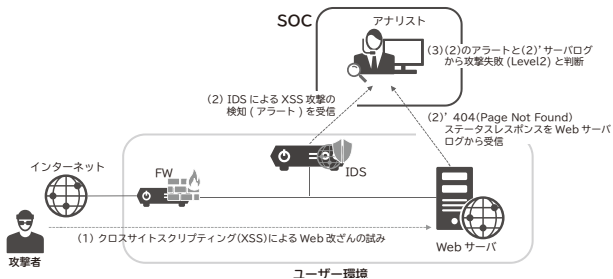 SOC
アナリスト
(3)(2)のアラートと(2)'サーバログ
から攻撃失敗 (Level2) と判断
(2) IDS による XSS 攻撃の
検知 ( アラート ) を受信
(2)' 404(Page Not Found)
ステータスレスポンスを Web サーバ
ログから受信
インターネット
FW
IDS
(1) クロスサイトスクリプティング(XSS)による Web 改ざんの試み
攻撃者
Web サーバ
ユーザー環境